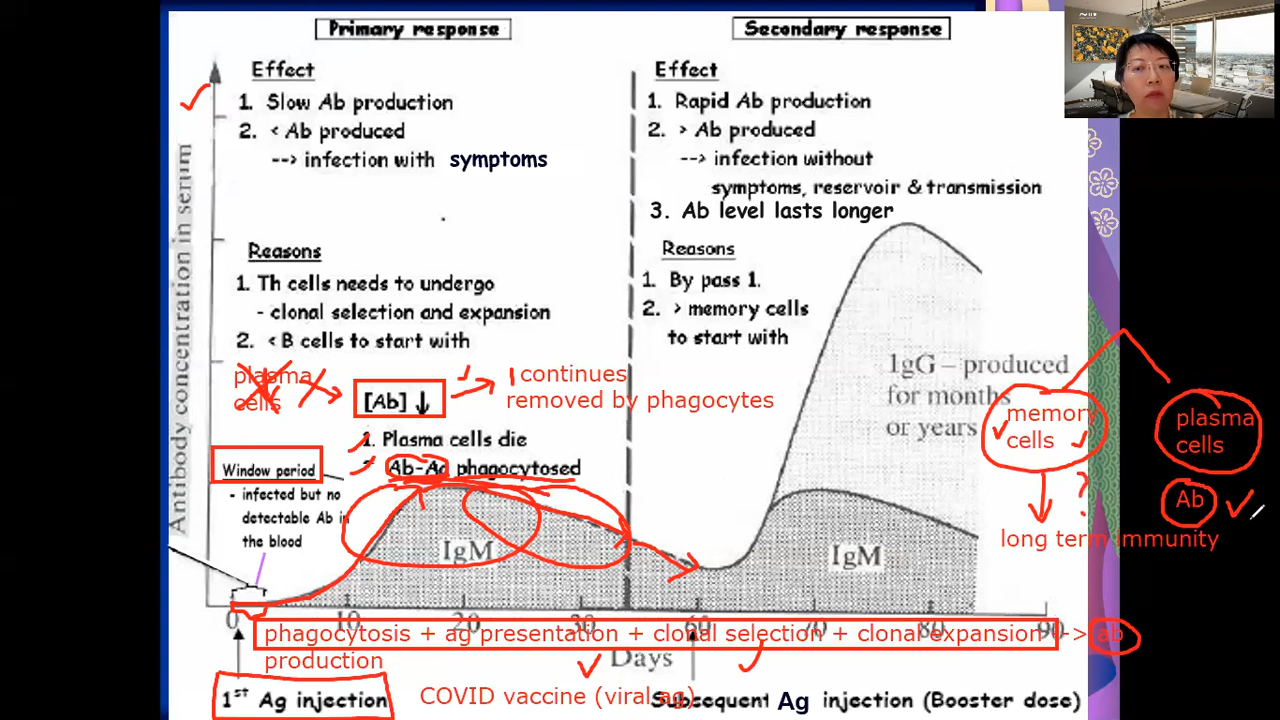 Primary response
Secondary response
Effect
1. Slow Ab production
2. < Ab produced
--> infection with symptoms
Effect
1. Rapid Ab production
2. > Ab produced
--> infection without
symptoms, reservoir & transmission
3. Ab level lasts longer
Antibody concentration in serum
Reasons
1. Th cells needs to undergo
- clonal selection and expansion
2. < B cells to start with
Reasons
1. By pass 1.
2. > memory cells
to start with
plasma
cells
[Ab] ↓
continues
removed by phagocytes
1. Plasma cells die
Ab-Ag phagocytosed
Window period
- infected but no
detectable Ab in
the blood
IgM
IgM
IgG – produced
for months
or years
memory
cells
plasma
cells
?
Ab
long term immunity
0 10 20 30 60 70 80 90
phagocytosis + ag presentation + clonal selection + clonal expansion --> ab
production
Days
1st Ag injection
COVID vaccine (viral ag)
Subsequent Ag injection (Booster dose)